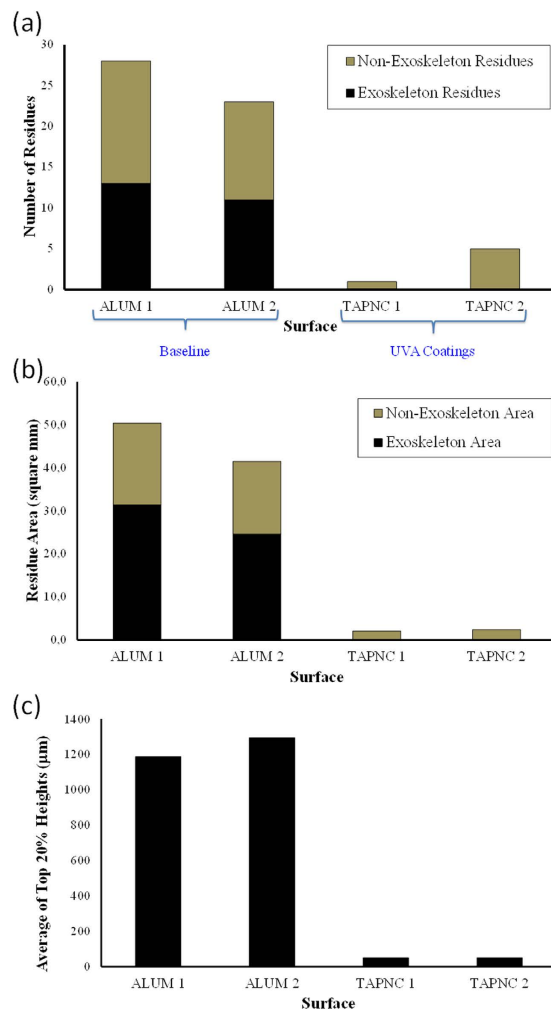 (a)
30
25
20
15
10
5
0
Number of Residues
Non-Exoskeleton Residues
Exoskeleton Residues
ALUM 1 ALUM 2 TAPNC 1 TAPNC 2
Surface
Baseline UVA Coatings
(b)
60,0
50,0
40,0
30,0
20,0
10,0
0,0
Residue Area (square mm)
Non-Exoskeleton Area
Exoskeleton Area
ALUM 1 ALUM 2 TAPNC 1 TAPNC 2
Surface
(c)
1400
1200
1000
800
600
400
200
0
Average of Top 20% Heights (µm)
ALUM 1 ALUM 2 TAPNC 1 TAPNC 2
Surface